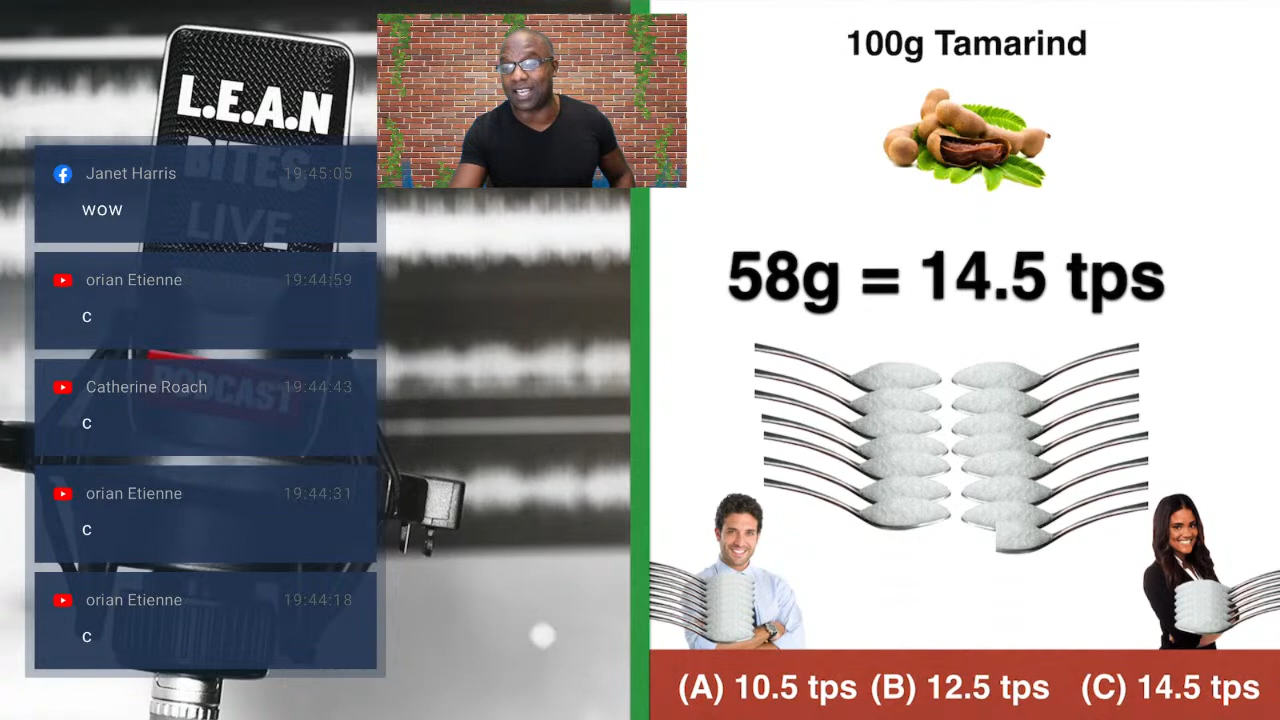 L.E.A.N
BITES
LIVE
PODCAST
Janet Harris 19:45:05
wow
orian Etienne 19:44:59
c
Catherine Roach 19:44:43
c
orian Etienne 19:44:31
c
orian Etienne 19:44:18
c
100g Tamarind
58g = 14.5 tps
(A) 10.5 tps (B) 12.5 tps (C) 14.5 tps